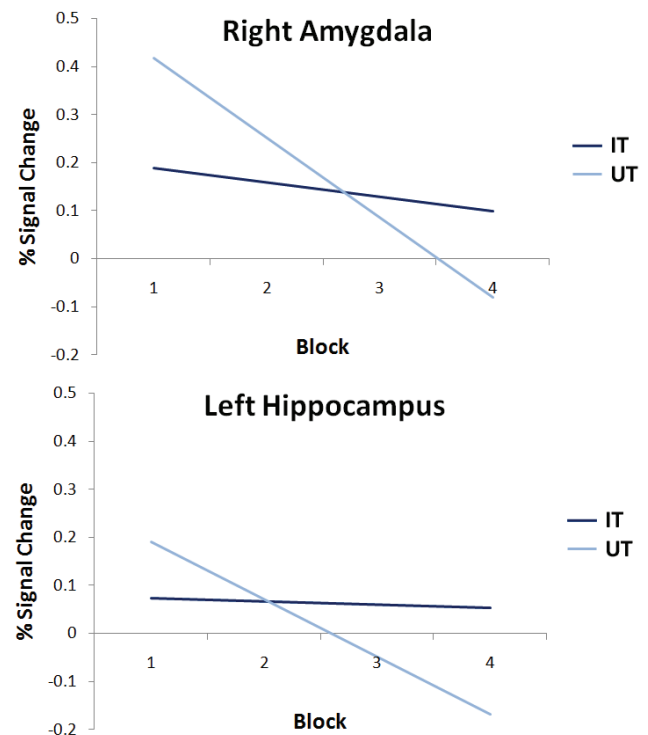 Right Amygdala
0.5
0.4
0.3
0.2
0.1
0
-0.1
-0.2
% Signal Change
1 2 3 4
Block
IT
UT
Left Hippocampus
0.5
0.4
0.3
0.2
0.1
0
-0.1
-0.2
% Signal Change
1 2 3 4
Block
IT
UT